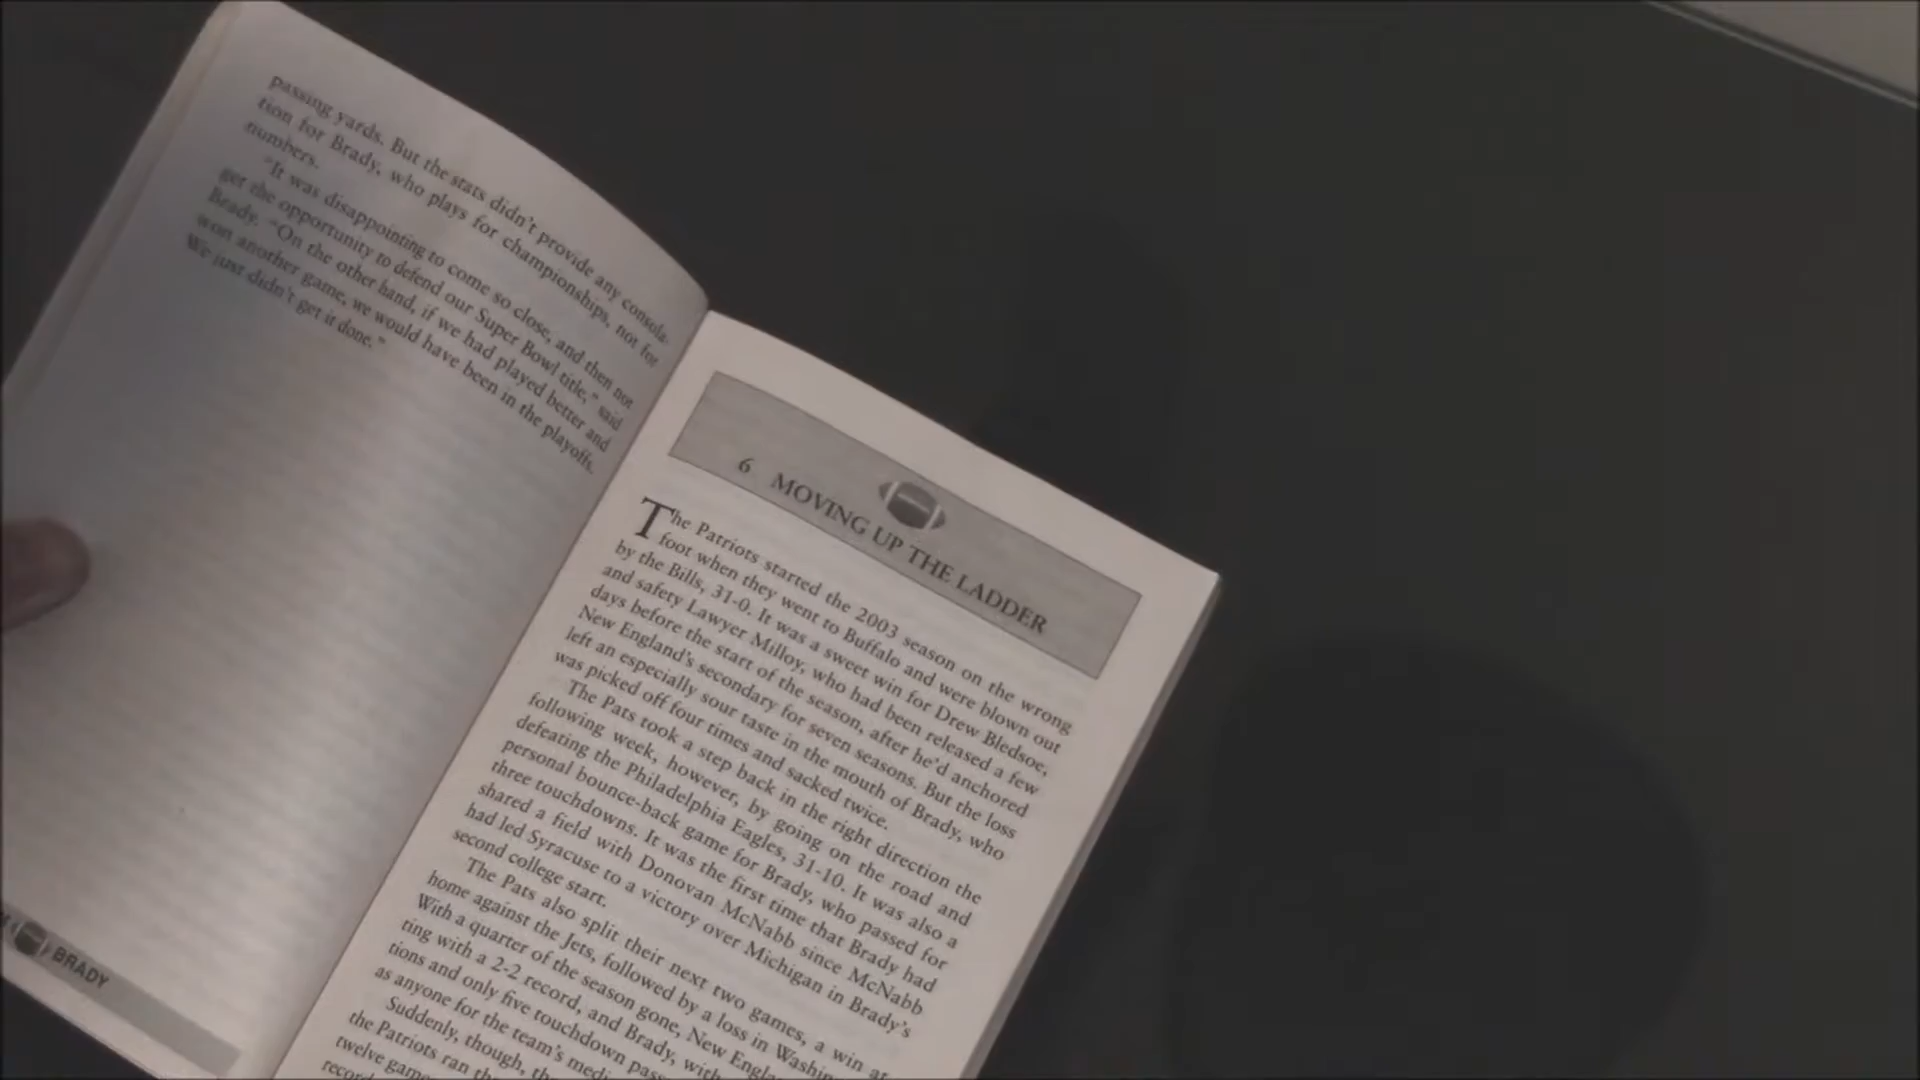 passing yards. But the stats didn't provide any consola-
tion for Brady, who plays for championships, not for
numbers.
"It was disappointing to come so close, and then not
get the opportunity to defend our Super Bowl title," said
Brady. "On the other hand, if we had played better and
won another game, we would have been in the playoffs.
We just didn't get it done."
BRADY
6 MOVING UP THE LADDER
The Patriots started the 2003 season on the wrong
foot when they went to Buffalo and were blown out
by the Bills, 31-0. It was a sweet win for Drew Bledsoe,
and safety Lawyer Milloy, who had been released a few
days before the start of the season, after he'd anchored
New England's secondary for seven seasons. But the loss
left an especially sour taste in the mouth of Brady, who
was picked off four times and sacked twice.
The Pats took a step back in the right direction the
following week, however, by going on the road and
defeating the Philadelphia Eagles, 31-10. It was also a
personal bounce-back game for Brady, who passed for
three touchdowns. It was the first time that Brady had
shared a field with Donovan McNabb since McNabb
had led Syracuse to a victory over Michigan in Brady's
second college start.
The Pats also split their next two games, a win at
home against the Jets, followed by a loss in
With a quarter of the season gone, New
ting with a 2-2 record, and Brady,
tions and only five touchdown
as anyone for the team's
Suddenly, though,
the Patriots ran
twelve